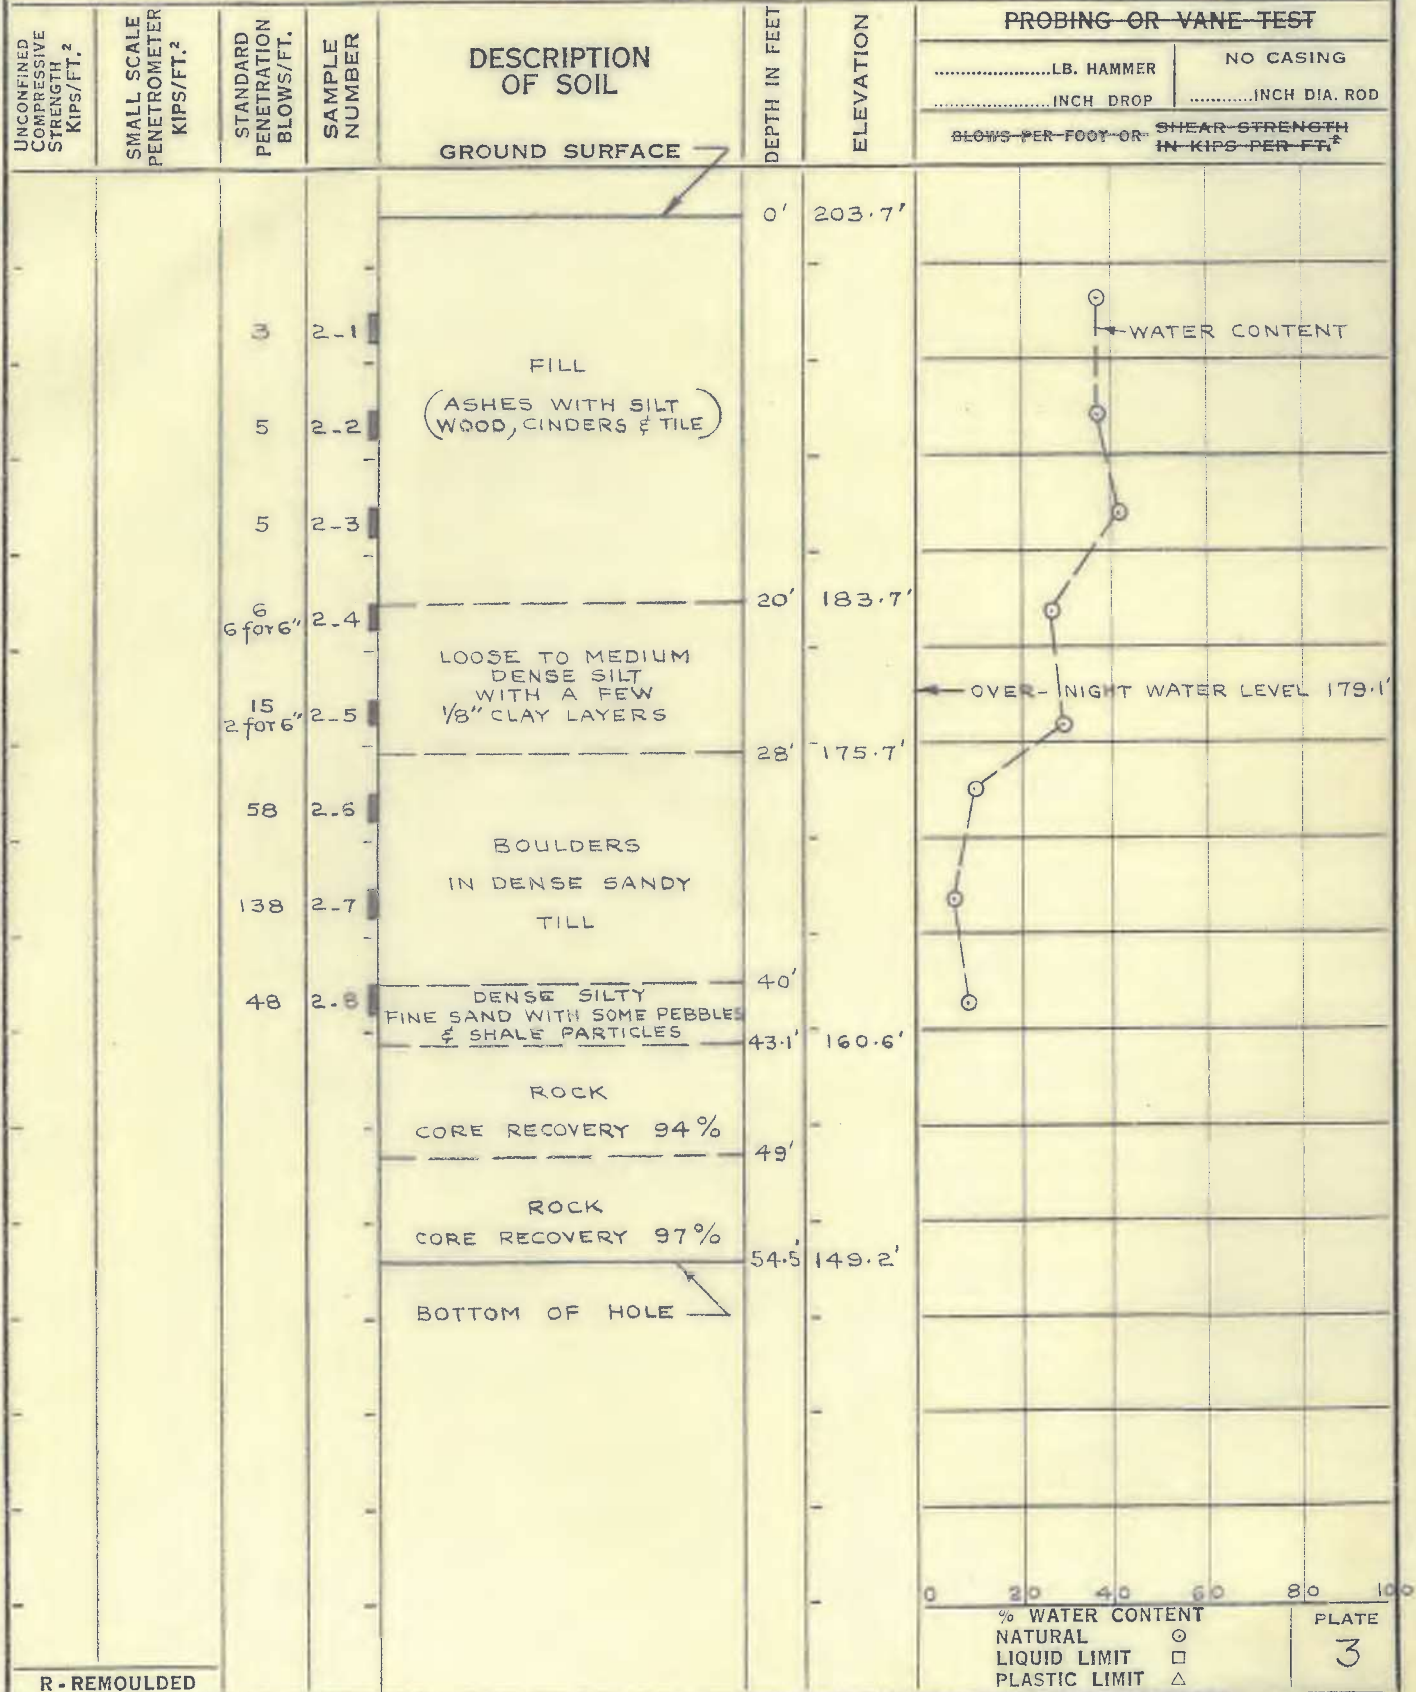 UNCONFINED
COMPRESSIVE
STRENGTH
KIPS/FT.²
SMALL SCALE
PENETROMETER
KIPS/FT.²
STANDARD
PENETRATION
BLOWS/FT.
SAMPLE
NUMBER
DESCRIPTION
OF SOIL
GROUND SURFACE
DEPTH IN FEET
ELEVATION
PROBING OR VANE TEST
....................LB. HAMMER
....................INCH DROP
NO CASING
...........INCH DIA. ROD
BLOWS PER FOOT OR SHEAR STRENGTH
IN KIPS PER FT.²
0' 203.7'
3 2-1
WATER CONTENT
FILL
(ASHES WITH SILT
WOOD, CINDERS & TILE)
5 2-2
5 2-3
20' 183.7'
6
6 for 6" 2.4
LOOSE TO MEDIUM
DENSE SILT
WITH A FEW
1/8" CLAY LAYERS
OVER-NIGHT WATER LEVEL 179.1'
15
2 for 6" 2-5
28' 175.7'
58 2.6
BOULDERS
IN DENSE SANDY
TILL
138 2-7
40'
48 2.8
DENSE SILTY
FINE SAND WITH SOME PEBBLES
& SHALE PARTICLES
43.1' 160.6'
ROCK
CORE RECOVERY 94%
49'
ROCK
CORE RECOVERY 97%
54.5' 149.2'
BOTTOM OF HOLE
0 20 40 60 80 100
% WATER CONTENT
NATURAL ⊙
LIQUID LIMIT □
PLASTIC LIMIT △
PLATE
3
R - REMOULDED